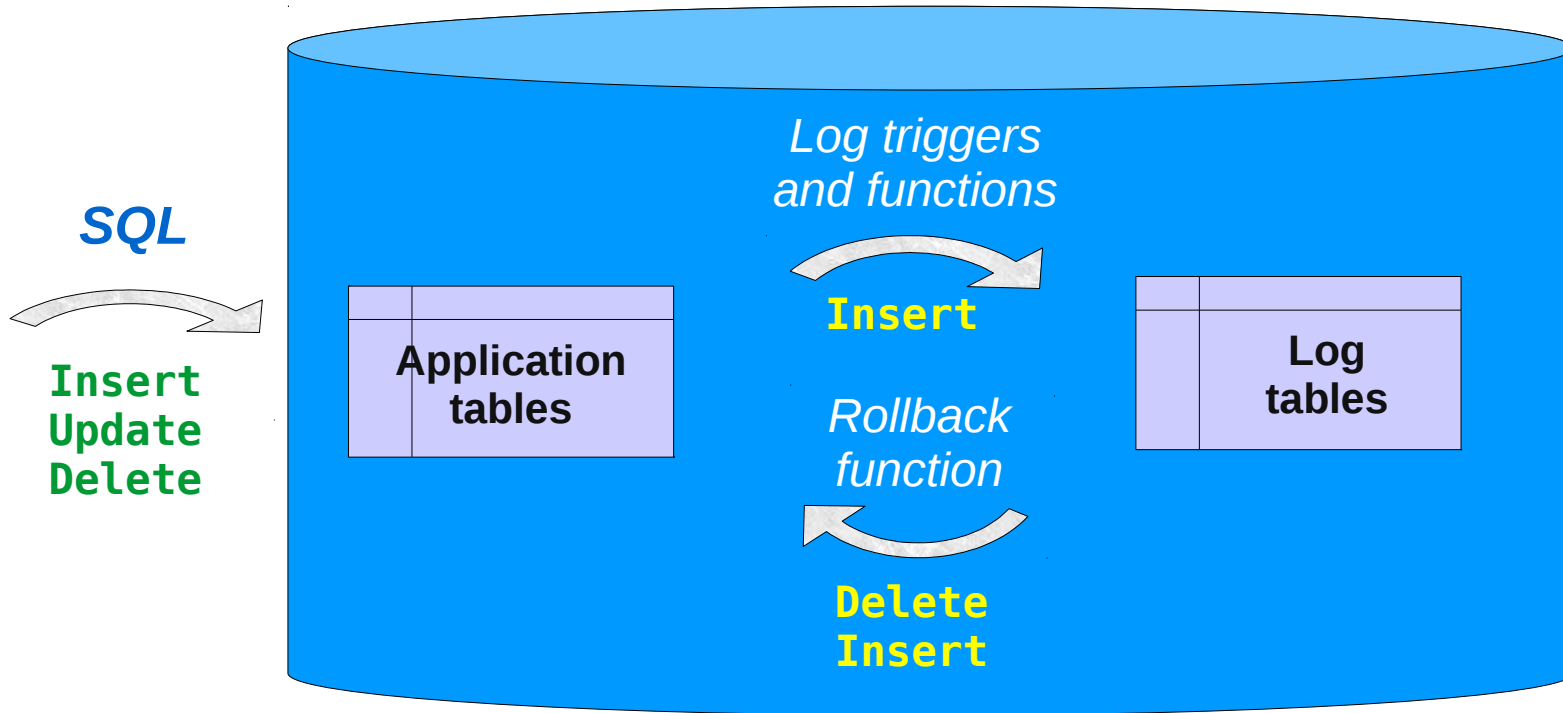 SQL
Insert
Update
Delete
Application
tables
Log triggers
and functions
Insert
Rollback
function
Delete
Insert
Log
tables